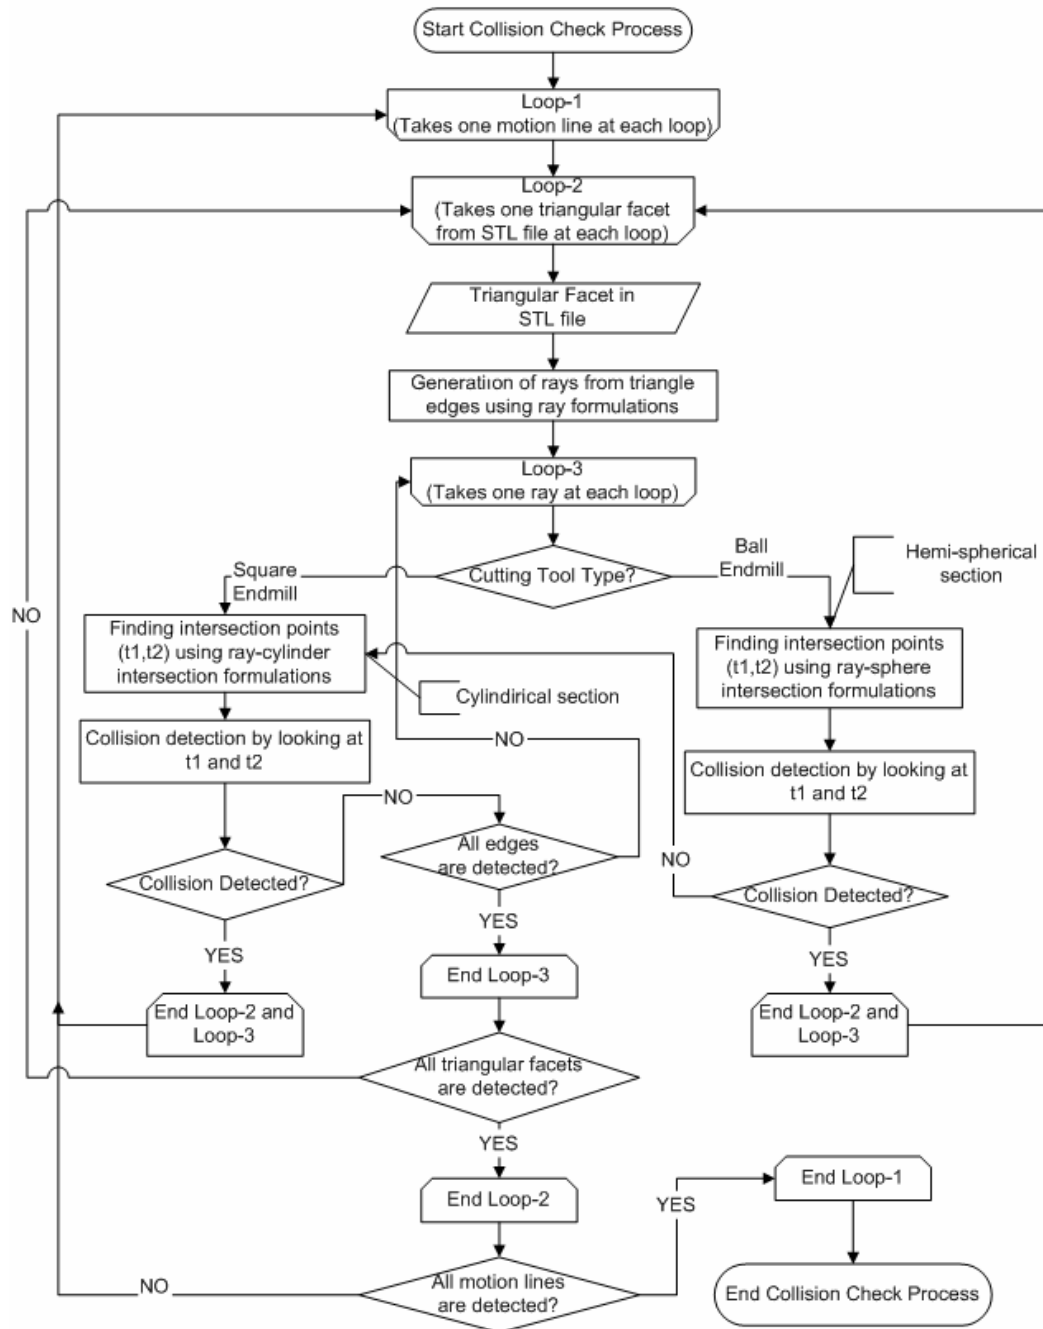 Start Collision Check Process
Loop-1
(Takes one motion line at each loop)
Loop-2
(Takes one triangular facet
from STL file at each loop)
Triangular Facet in
STL file
Generatiion of rays from triangle
edges using ray formulations
Loop-3
(Takes one ray at each loop)
Cutting Tool Type?
Square
Endmill
Ball
Endmill
Hemi-spherical
section
NO
Finding intersection points
(t1,t2) using ray-cylinder
intersection formulations
Cylindirical section
Finding intersection points
(t1,t2) using ray-sphere
intersection formulations
Collision detection by looking at
t1 and t2
NO
Collision detection by looking at
t1 and t2
NO
All edges
are detected?
NO
Collision Detected?
Collision Detected?
YES
YES
YES
End Loop-3
End Loop-2 and
Loop-3
End Loop-2 and
Loop-3
All triangular facets
are detected?
YES
End Loop-2
YES
End Loop-1
NO
All motion lines
are detected?
End Collision Check Process